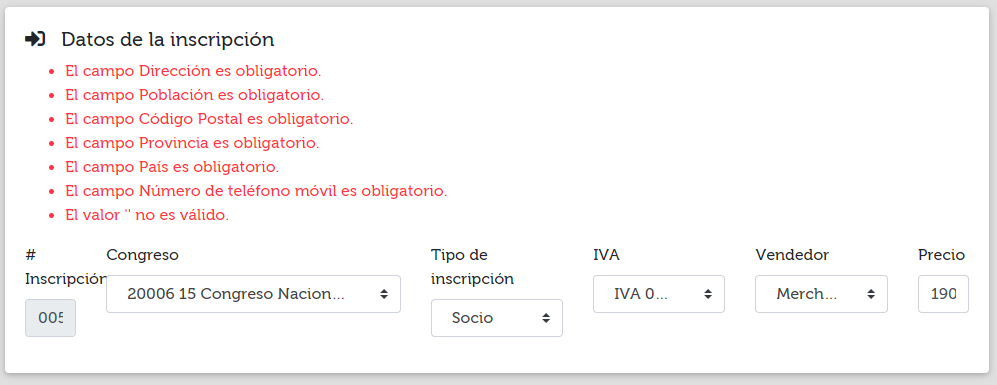 Datos de la inscripción
El campo Dirección es obligatorio.
El campo Población es obligatorio.
El campo Código Postal es obligatorio.
El campo Provincia es obligatorio.
El campo País es obligatorio.
El campo Número de teléfono móvil es obligatorio.
El valor '' no es válido.
# Inscripción
Congreso
Tipo de inscripción
IVA
Vendedor
Precio
005
20006 15 Congreso Nacion...
Socio
IVA 0...
Merch...
190